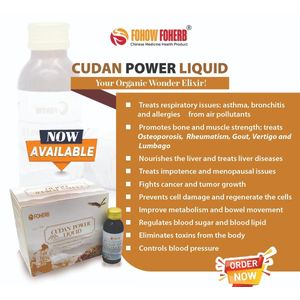 FOHOW FOHERB
Chinese Medicine Health Product
CUDAN POWER LIQUID
Your Organic Wonder Elixir!
NOW
AVAILABLE
Treats respiratory issues; asthma, bronchitis
and allergies from air pollutants
Promotes bone and muscle strength; treats
Osteoporosis, Rheumatism, Gout, Vertigo and
Lumbago
Nourishes the liver and treats liver diseases
Treats impotence and menopausal issues
Fights cancer and tumor growth
Prevents cell damage and regenerate the cells
Improve metabolism and bowel movement
Regulates blood sugar and blood lipid
Eliminates toxins from the body
Controls blood pressure
FOHERB
CUDAN POWER
LIQUID
ORDER
NOW